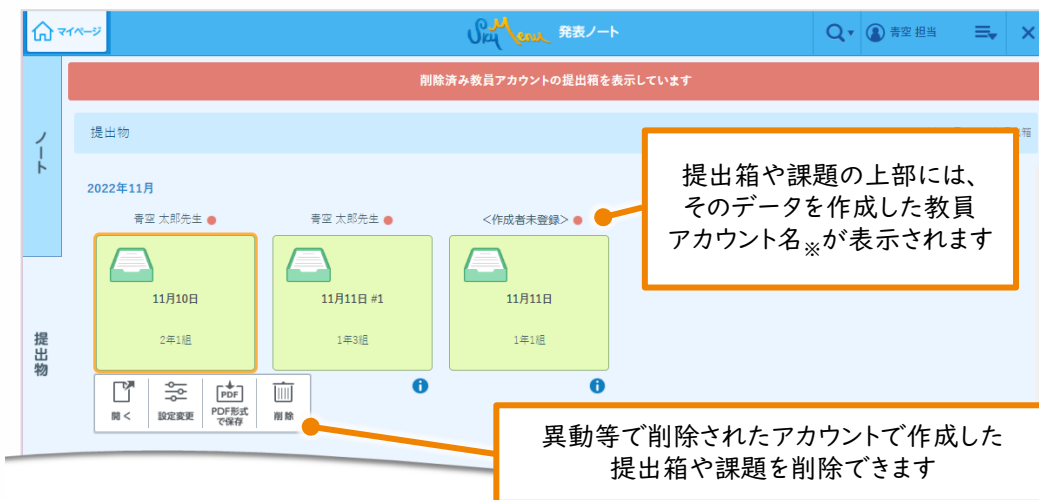 マイページ
SkyMenu 発表ノート
青空 担当
削除済み教員アカウントの提出箱を表示しています
ノート
提出物
2022年11月
青空 太郎先生
青空 太郎先生
<作成者未登録>
提出箱や課題の上部には、
そのデータを作成した教員
アカウント名※が表示されます
11月10日
11月11日 #1
11月11日
2年1組
1年3組
1年1組
提出物
PDF
開く
設定変更
PDF形式
で保存
削除
異動等で削除されたアカウントで作成した
提出箱や課題を削除できます